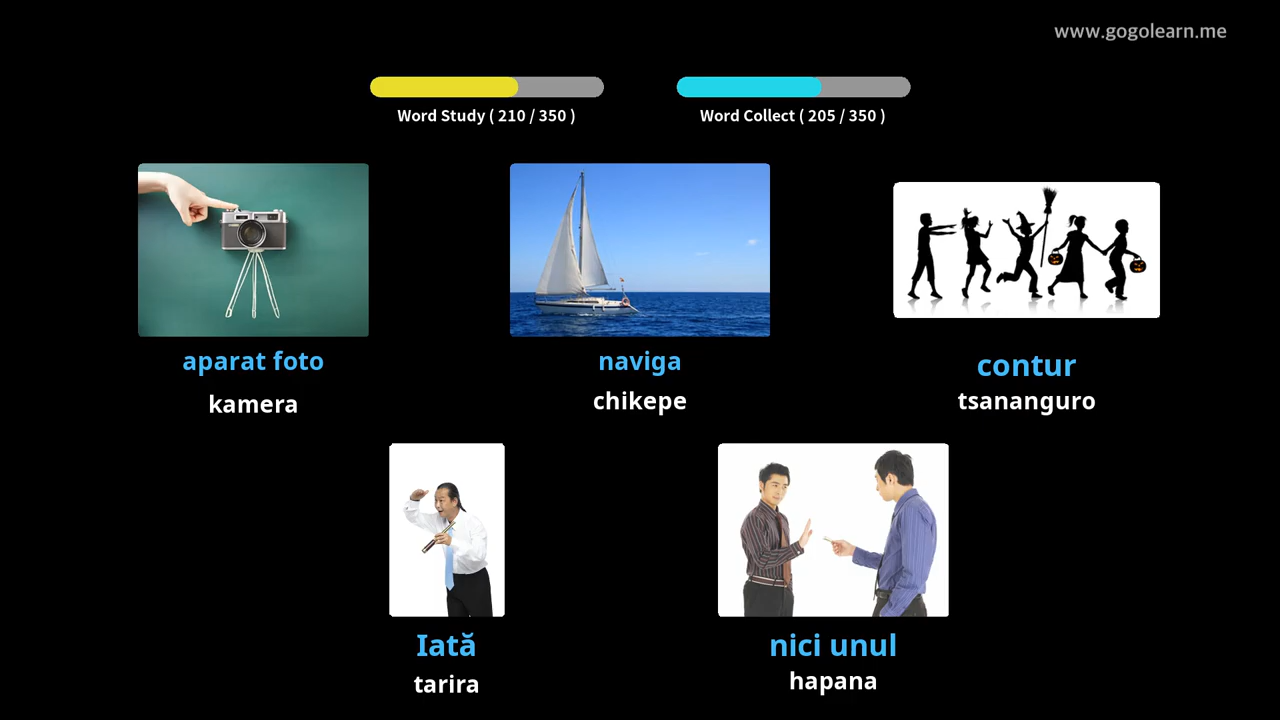 www.gogolearn.me
Word Study ( 210 / 350 )
Word Collect ( 205 / 350 )
aparat foto
kamera
naviga
chikepe
contur
tsananguro
Iată
tarira
nici unul
hapana